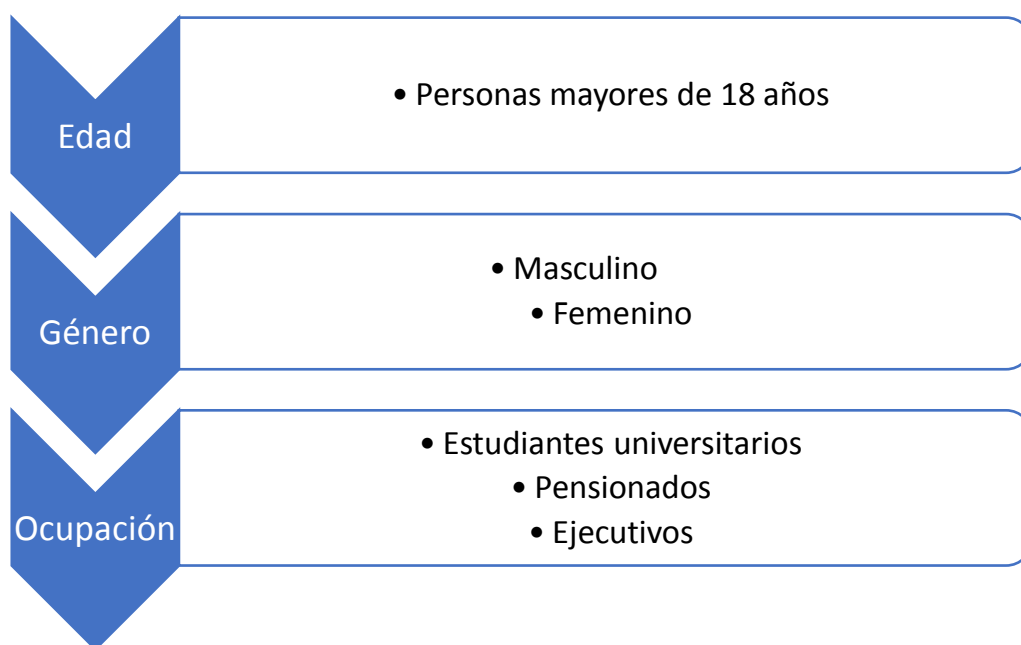 Edad
• Personas mayores de 18 años
Género
• Masculino
• Femenino
Ocupación
• Estudiantes universitarios
• Pensionados
• Ejecutivos